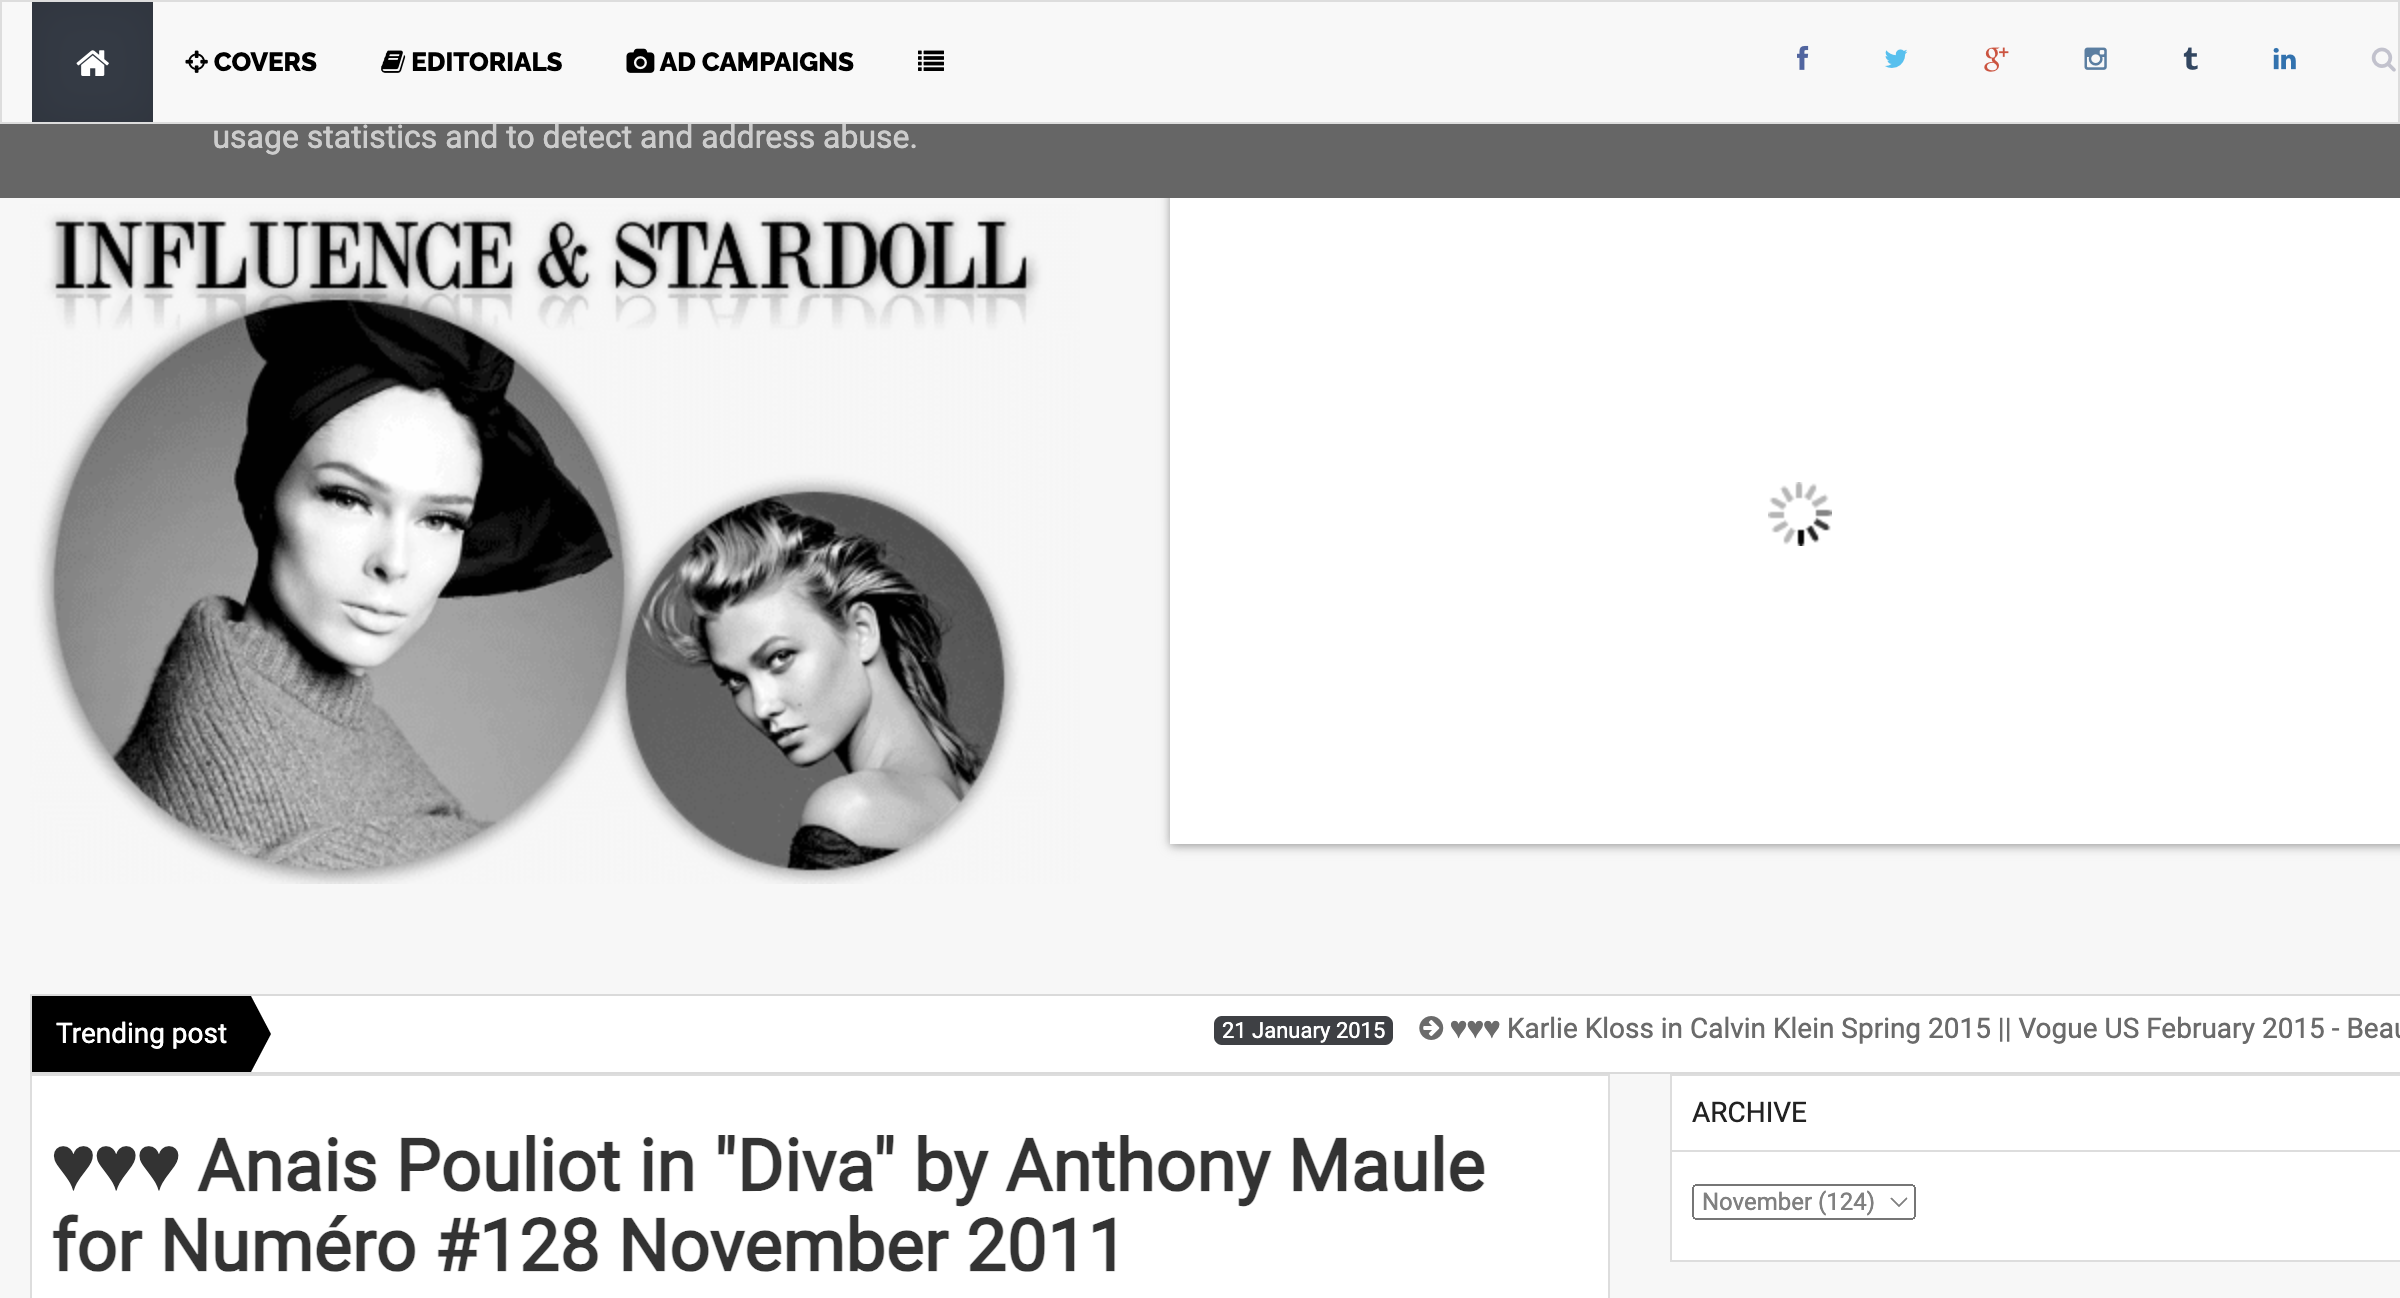 COVERS EDITORIALS AD CAMPAIGNS
usage statistics and to detect and address abuse.
INFLUENCE & STARDOLL
Trending post
21 January 2015 ♥♥♥ Karlie Kloss in Calvin Klein Spring 2015 || Vogue US February 2015 -
ARCHIVE
November (124)
♥♥♥ Anais Pouliot in "Diva" by Anthony Maule
for Numéro #128 November 2011